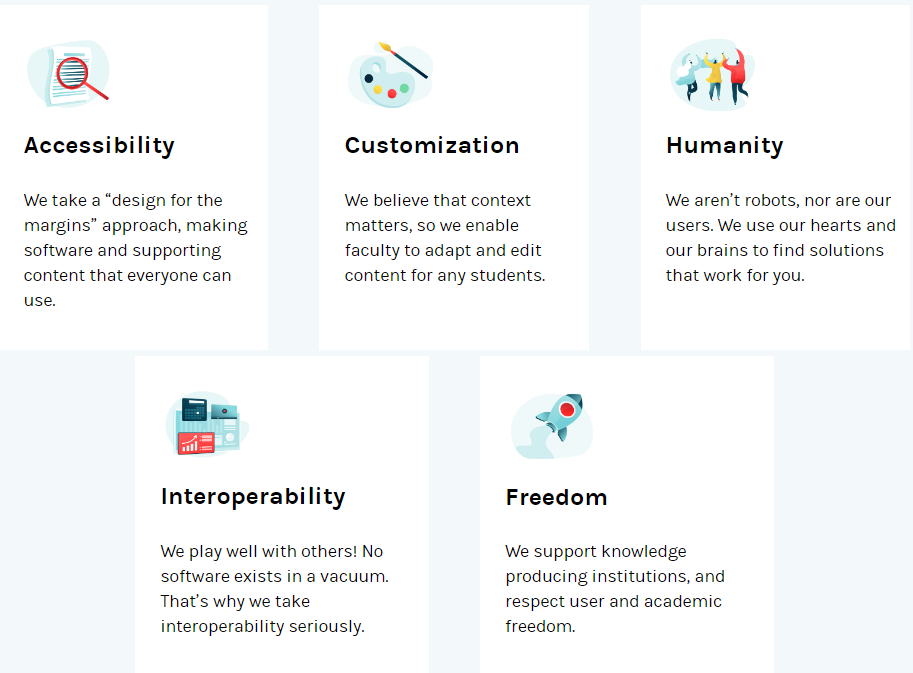 Accessibility
We take a “design for the
margins” approach, making
software and supporting
content that everyone can
use.
Customization
We believe that context
matters, so we enable
faculty to adapt and edit
content for any students.
Humanity
We aren’t robots, nor are our
users. We use our hearts and
our brains to find solutions
that work for you.
Interoperability
We play well with others! No
software exists in a vacuum.
That’s why we take
interoperability seriously.
Freedom
We support knowledge
producing institutions, and
respect user and academic
freedom.